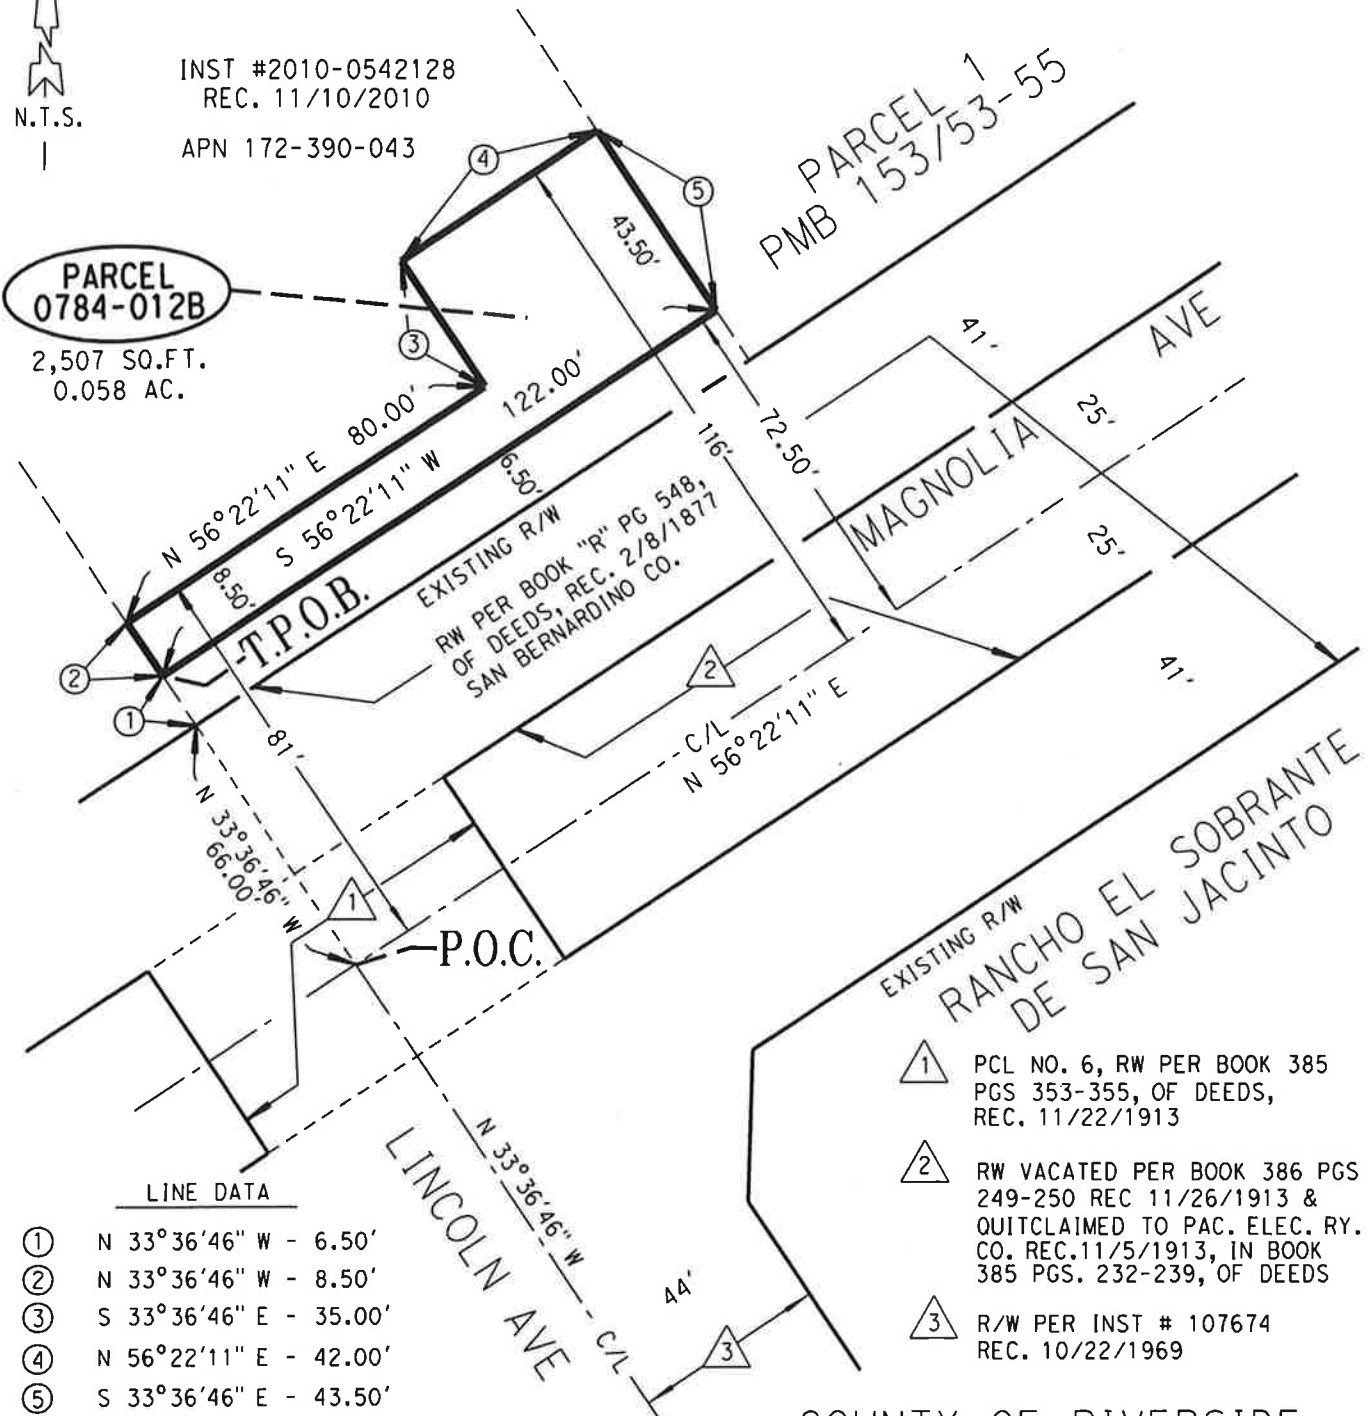 N.T.S.
INST #2010-0542128
REC. 11/10/2010
APN 172-390-043
PARCEL
0784-012B
2,507 SQ.FT.
0.058 AC.
4
5
3
2
1
PARCEL 1
PMB 153/53-55
43.50'
N 56°22'11" E 80.00'
S 56°22'11" W 122.00'
8.50'
6.50'
T.P.O.B.
EXISTING R/W
RW PER BOOK "R" PG 548,
OF DEEDS, REC. 2/8/1877
SAN BERNARDINO CO.
116'
72.50'
MAGNOLIA AVE
41'
25'
25'
41'
81'
2
C/L
N 56°22'11" E
N 33°36'46" W
66.00'
1
P.O.C.
EXISTING R/W
RANCHO EL SOBRANTE
DE SAN JACINTO
LINCOLN AVE
N 33°36'46" W
C/L
44'
3
1 PCL NO. 6, RW PER BOOK 385
PGS 353-355, OF DEEDS,
REC. 11/22/1913
2 RW VACATED PER BOOK 386 PGS
249-250 REC 11/26/1913 &
QUITCLAIMED TO PAC. ELEC. RY.
CO. REC.11/5/1913, IN BOOK
385 PGS. 232-239, OF DEEDS
3 R/W PER INST # 107674
REC. 10/22/1969
LINE DATA
1 N 33°36'46" W - 6.50'
2 N 33°36'46" W - 8.50'
3 S 33°36'46" E - 35.00'
4 N 56°22'11" E - 42.00'
5 S 33°36'46" E - 43.50'
COUNTY OF RIVERSIDE